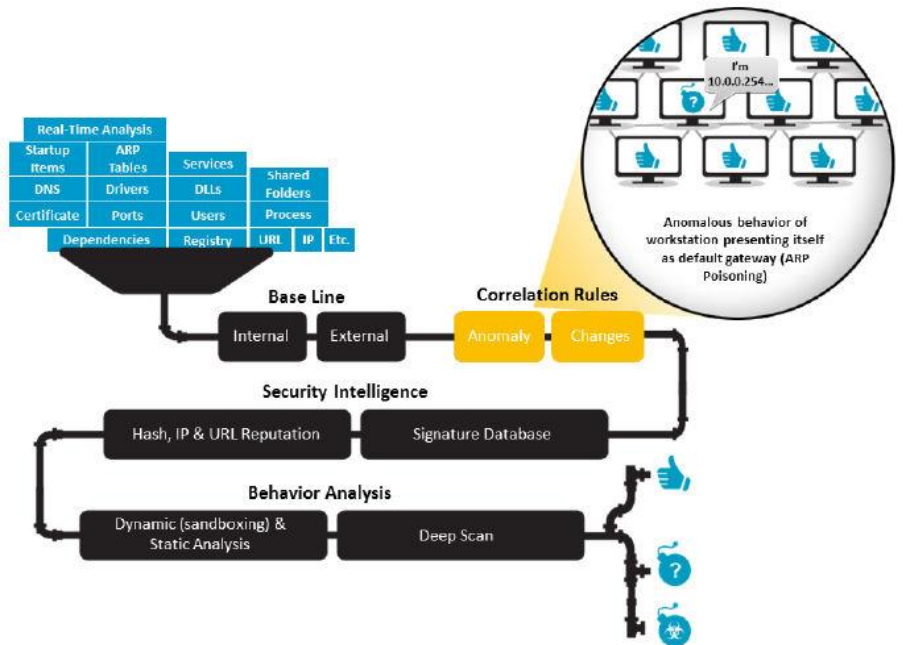 Real-Time Analysis
Startup
Items
ARP
Tables
Services
Shared
Folders
DNS
Drivers
DLLs
Certificate
Ports
Users
Process
Dependencies
Registry
URL
IP
Etc.
I'm
10.0.0.254...
?
Anomalous behavior of
workstation presenting itself
as default gateway (ARP
Poisoning)
Base Line
Internal
External
Correlation Rules
Anomaly
Changes
Security Intelligence
Hash, IP & URL Reputation
Signature Database
Behavior Analysis
Dynamic (sandboxing) &
Static Analysis
Deep Scan
?